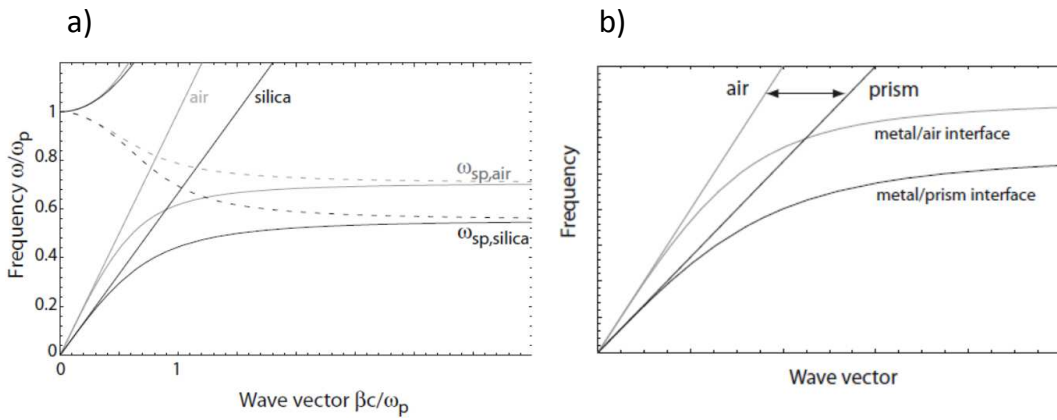 a)
Frequency ω/ωp
1
0.8
0.6
0.4
0.2
0
0
1
air
silica
ωsp,air
ωsp,silica
Wave vector βc/ωp
b)
Frequency
air
prism
metal/air interface
metal/prism interface
Wave vector